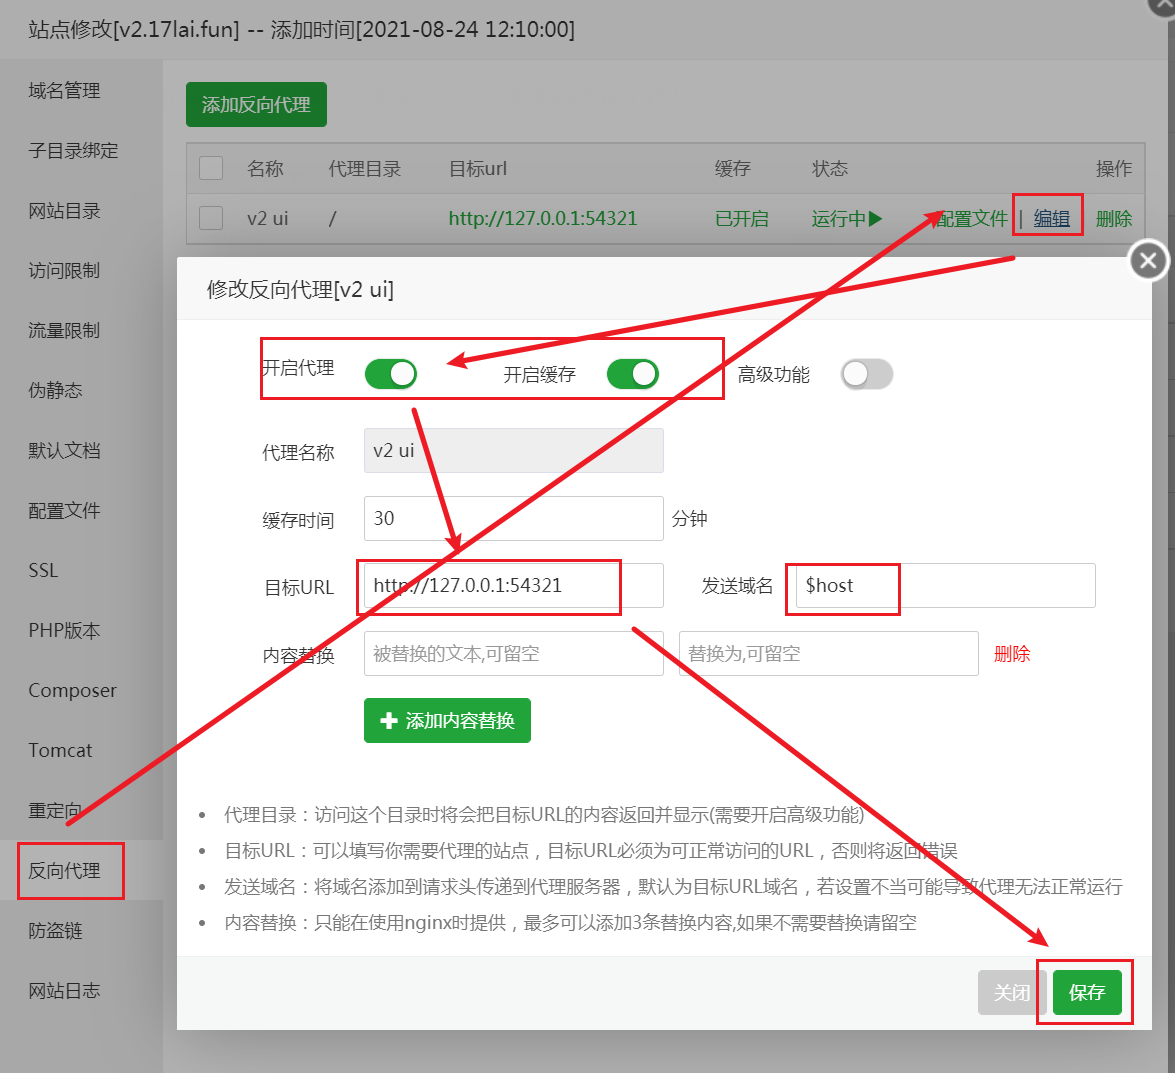 站点修改[v2.17lai.fun] -- 添加时间[2021-08-24 12:10:00]
域名管理
子目录绑定
网站目录
访问限制
流量限制
伪静态
默认文档
配置文件
SSL
PHP版本
Composer
Tomcat
重定向
反向代理
防盗链
网站日志
添加反向代理
名称 代理目录 目标url 缓存 状态 操作
v2 ui / http://127.0.0.1:54321 已开启 运行中 配置文件 | 编辑 删除
修改反向代理[v2 ui]
开启代理 开启缓存 高级功能
代理名称 v2 ui
缓存时间 30 分钟
目标URL http://127.0.0.1:54321 发送域名 $host
内容替换 被替换的文本,可留空 替换为,可留空 删除
添加内容替换
代理目录：访问这个目录时将会把目标URL的内容返回并显示(需要开启高级功能)
目标URL：可以填写你需要代理的站点，目标URL必须为可正常访问的URL，否则将返回错误
发送域名：将域名添加到请求头传递到代理服务器，默认为目标URL域名，若设置不当可能导致代理无法正常运行
内容替换：只能在使用nginx时提供，最多可以添加3条替换内容,如果不需要替换请留空
关闭 保存